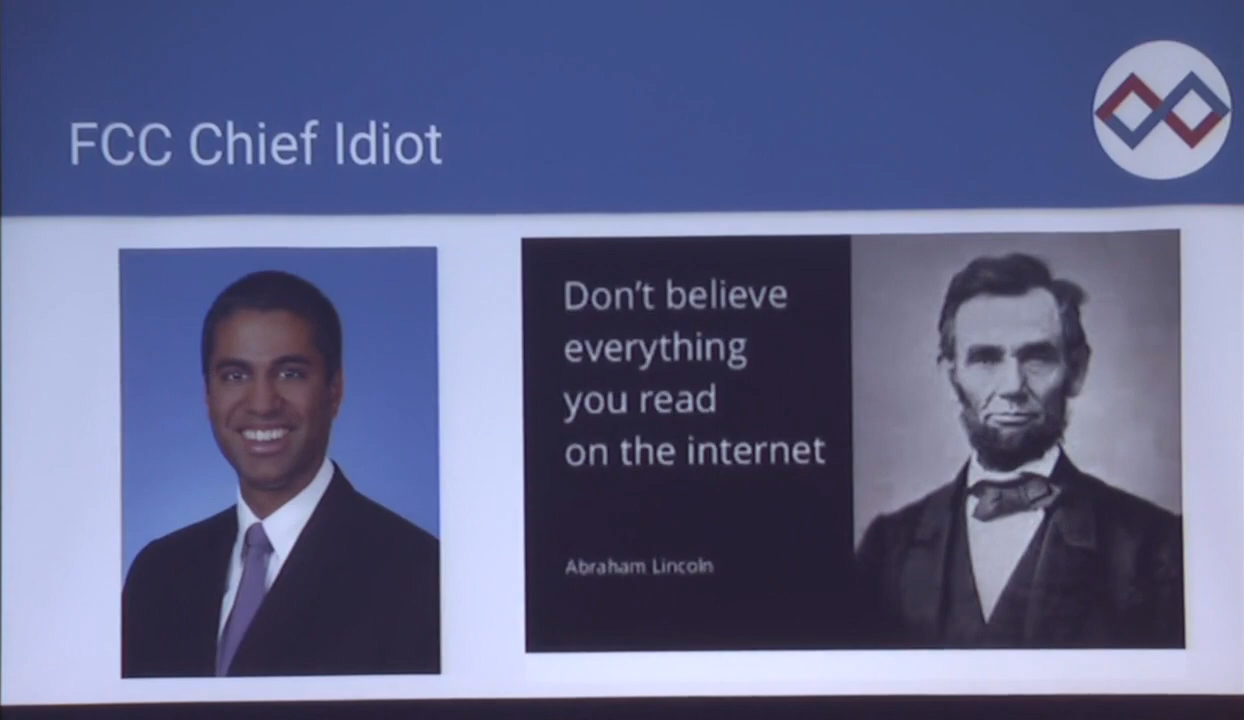 FCC Chief Idiot
Don't believe
everything
you read
on the internet
Abraham Lincoln